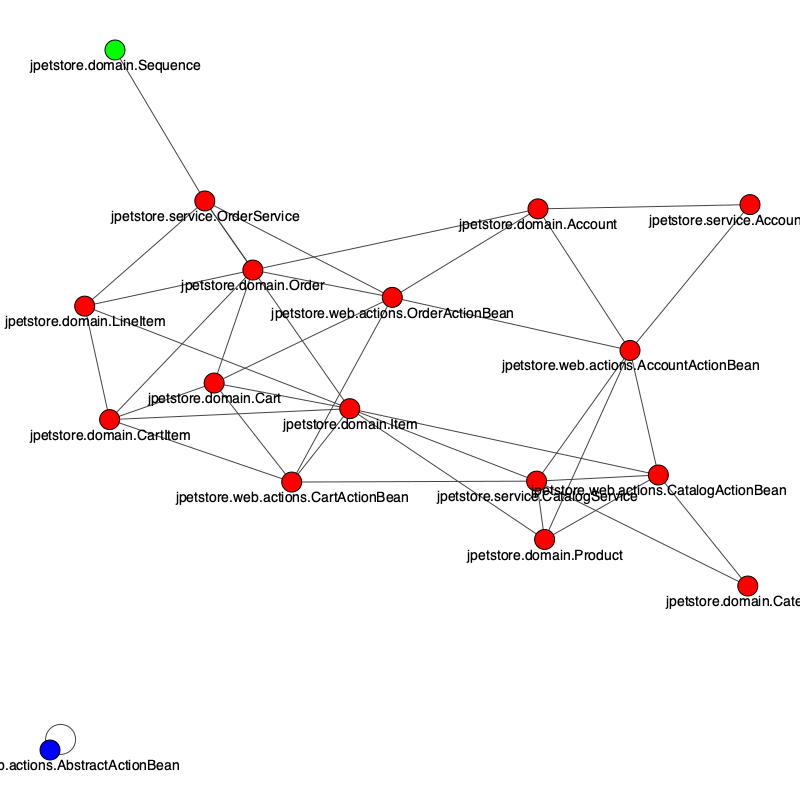 jpetstore.domain.Sequence
jpetstore.service.OrderService
jpetstore.domain.Account
jpetstore.service.Accoun
jpetstore.domain.Order
jpetstore.domain.LineItem
jpetstore.web.actions.OrderActionBean
jpetstore.web.actions.AccountActionBean
jpetstore.domain.Cart
jpetstore.domain.Item
jpetstore.domain.CartItem
jpetstore.web.actions.CartActionBean
jpetstore.service.CatalogService
jpetstore.web.actions.CatalogActionBean
jpetstore.domain.Product
jpetstore.domain.Cate
b.actions.AbstractActionBean